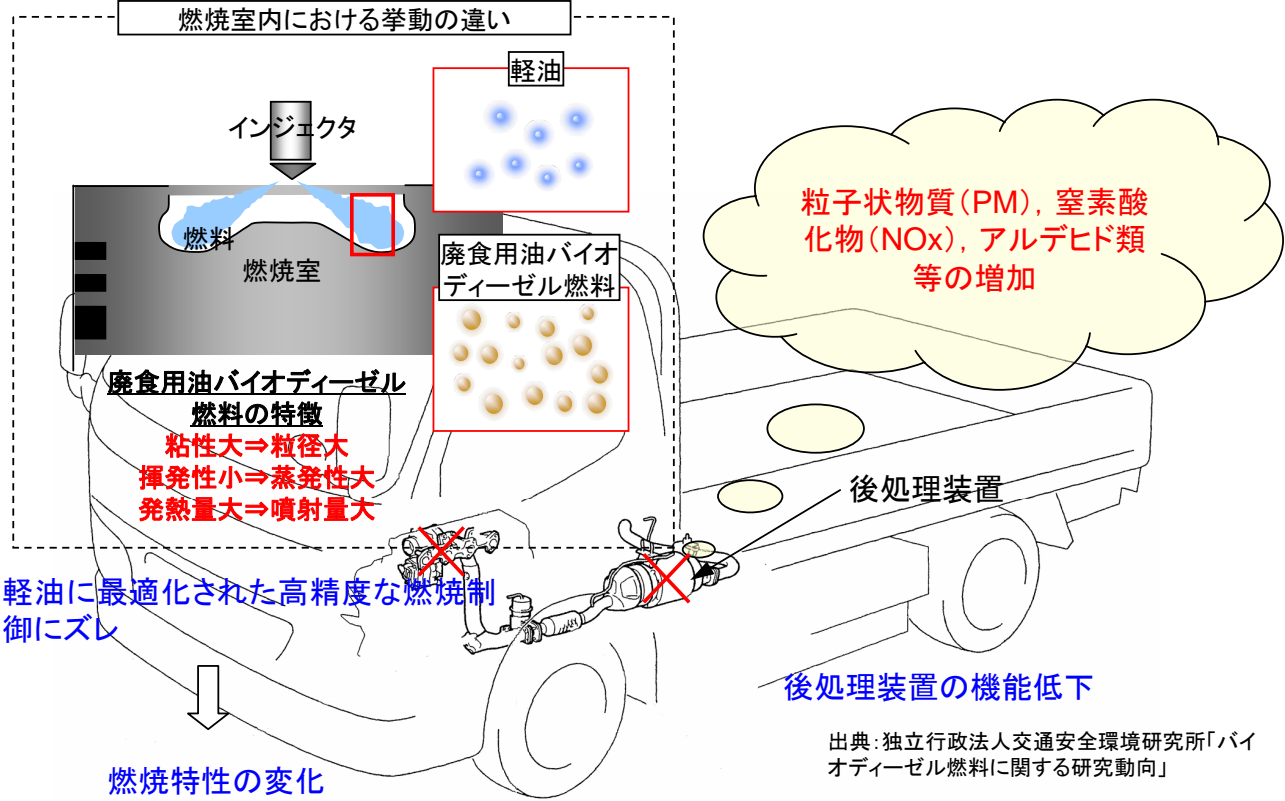 燃焼室内における挙動の違い
軽油
インジェクタ
燃料
燃焼室
廃食用油バイオ
ディーゼル燃料
廃食用油バイオディーゼル
燃料の特徴
粘性大⇒粒径大
揮発性小⇒蒸発性大
発熱量大⇒噴射量大
粒子状物質(PM), 窒素酸
化物(NOx), アルデヒド類
等の増加
後処理装置
軽油に最適化された高精度な燃焼制
御にズレ
後処理装置の機能低下
燃焼特性の変化
出典:独立行政法人交通安全環境研究所「バイ
オディーゼル燃料に関する研究動向」